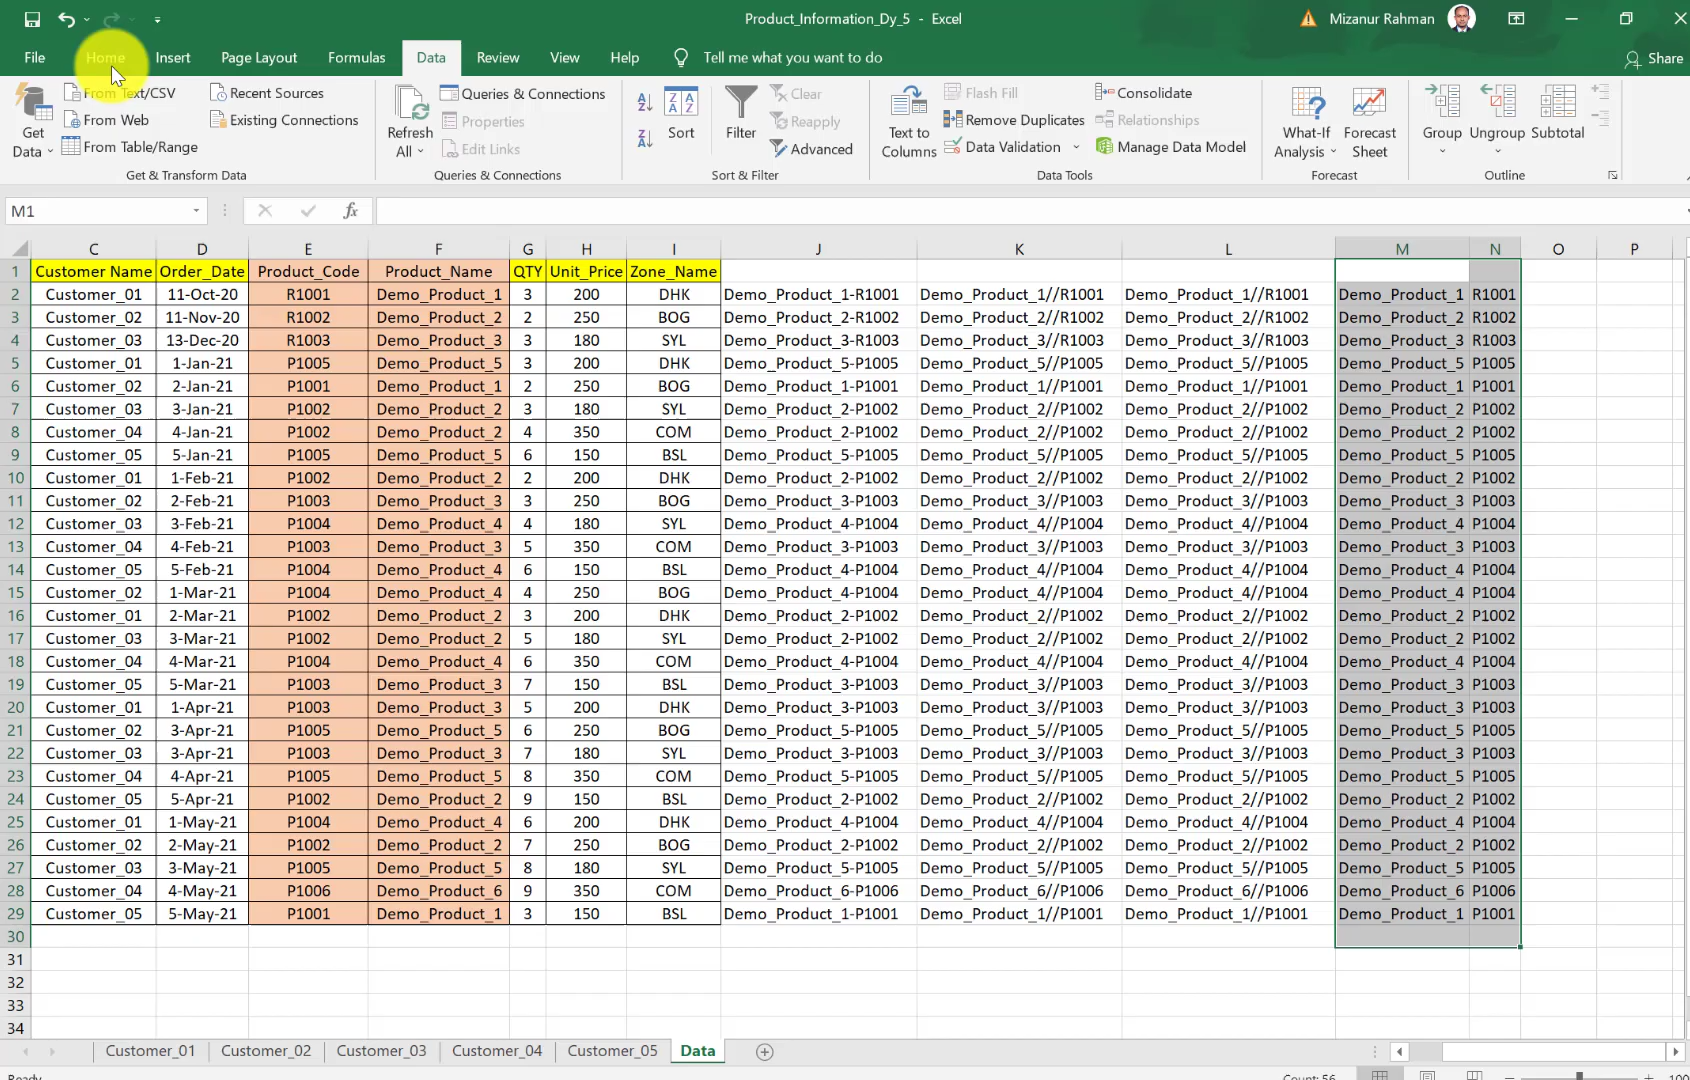 Product_Information_Dy_5 - Excel
Mizanur Rahman
File Home Insert Page Layout Formulas Data Review View Help Tell me what you want to do Share
Get Data
From Text/CSV
From Web
From Table/Range
Recent Sources
Existing Connections
Get & Transform Data
Refresh All
Queries & Connections
Properties
Edit Links
Queries & Connections
Sort
Filter
Clear
Reapply
Advanced
Sort & Filter
Text to Columns
Flash Fill
Remove Duplicates
Data Validation
Consolidate
Relationships
Manage Data Model
Data Tools
What-If Analysis
Forecast Sheet
Forecast
Group
Ungroup
Subtotal
Outline
M1 fx
C D E F G H I J K L M N O P
1 Customer Name Order_Date Product_Code Product_Name QTY Unit_Price Zone_Name
2 Customer_01 11-Oct-20 R1001 Demo_Product_1 3 200 DHK Demo_Product_1-R1001 Demo_Product_1//R1001 Demo_Product_1//R1001 Demo_Product_1 R1001
3 Customer_02 11-Nov-20 R1002 Demo_Product_2 2 250 BOG Demo_Product_2-R1002 Demo_Product_2//R1002 Demo_Product_2//R1002 Demo_Product_2 R1002
4 Customer_03 13-Dec-20 R1003 Demo_Product_3 3 180 SYL Demo_Product_3-R1003 Demo_Product_3//R1003 Demo_Product_3//R1003 Demo_Product_3 R1003
5 Customer_01 1-Jan-21 P1005 Demo_Product_5 3 200 DHK Demo_Product_5-P1005 Demo_Product_5//P1005 Demo_Product_5//P1005 Demo_Product_5 P1005
6 Customer_02 2-Jan-21 P1001 Demo_Product_1 2 250 BOG Demo_Product_1-P1001 Demo_Product_1//P1001 Demo_Product_1//P1001 Demo_Product_1 P1001
7 Customer_03 3-Jan-21 P1002 Demo_Product_2 3 180 SYL Demo_Product_2-P1002 Demo_Product_2//P1002 Demo_Product_2//P1002 Demo_Product_2 P1002
8 Customer_04 4-Jan-21 P1002 Demo_Product_2 4 350 COM Demo_Product_2-P1002 Demo_Product_2//P1002 Demo_Product_2//P1002 Demo_Product_2 P1002
9 Customer_05 5-Jan-21 P1005 Demo_Product_5 6 150 BSL Demo_Product_5-P1005 Demo_Product_5//P1005 Demo_Product_5//P1005 Demo_Product_5 P1005
10 Customer_01 1-Feb-21 P1002 Demo_Product_2 2 200 DHK Demo_Product_2-P1002 Demo_Product_2//P1002 Demo_Product_2//P1002 Demo_Product_2 P1002
11 Customer_02 2-Feb-21 P1003 Demo_Product_3 3 250 BOG Demo_Product_3-P1003 Demo_Product_3//P1003 Demo_Product_3//P1003 Demo_Product_3 P1003
12 Customer_03 3-Feb-21 P1004 Demo_Product_4 4 180 SYL Demo_Product_4-P1004 Demo_Product_4//P1004 Demo_Product_4//P1004 Demo_Product_4 P1004
13 Customer_04 4-Feb-21 P1003 Demo_Product_3 5 350 COM Demo_Product_3-P1003 Demo_Product_3//P1003 Demo_Product_3//P1003 Demo_Product_3 P1003
14 Customer_05 5-Feb-21 P1004 Demo_Product_4 6 150 BSL Demo_Product_4-P1004 Demo_Product_4//P1004 Demo_Product_4//P1004 Demo_Product_4 P1004
15 Customer_02 1-Mar-21 P1004 Demo_Product_4 4 250 BOG Demo_Product_4-P1004 Demo_Product_4//P1004 Demo_Product_4//P1004 Demo_Product_4 P1004
16 Customer_01 2-Mar-21 P1002 Demo_Product_2 3 200 DHK Demo_Product_2-P1002 Demo_Product_2//P1002 Demo_Product_2//P1002 Demo_Product_2 P1002
17 Customer_03 3-Mar-21 P1002 Demo_Product_2 5 180 SYL Demo_Product_2-P1002 Demo_Product_2//P1002 Demo_Product_2//P1002 Demo_Product_2 P1002
18 Customer_04 4-Mar-21 P1004 Demo_Product_4 6 350 COM Demo_Product_4-P1004 Demo_Product_4//P1004 Demo_Product_4//P1004 Demo_Product_4 P1004
19 Customer_05 5-Mar-21 P1003 Demo_Product_3 7 150 BSL Demo_Product_3-P1003 Demo_Product_3//P1003 Demo_Product_3//P1003 Demo_Product_3 P1003
20 Customer_01 1-Apr-21 P1003 Demo_Product_3 5 200 DHK Demo_Product_3-P1003 Demo_Product_3//P1003 Demo_Product_3//P1003 Demo_Product_3 P1003
21 Customer_02 3-Apr-21 P1005 Demo_Product_5 6 250 BOG Demo_Product_5-P1005 Demo_Product_5//P1005 Demo_Product_5//P1005 Demo_Product_5 P1005
22 Customer_03 3-Apr-21 P1003 Demo_Product_3 7 180 SYL Demo_Product_3-P1003 Demo_Product_3//P1003 Demo_Product_3//P1003 Demo_Product_3 P1003
23 Customer_04 4-Apr-21 P1005 Demo_Product_5 8 350 COM Demo_Product_5-P1005 Demo_Product_5//P1005 Demo_Product_5//P1005 Demo_Product_5 P1005
24 Customer_05 5-Apr-21 P1002 Demo_Product_2 9 150 BSL Demo_Product_2-P1002 Demo_Product_2//P1002 Demo_Product_2//P1002 Demo_Product_2 P1002
25 Customer_01 1-May-21 P1004 Demo_Product_4 6 200 DHK Demo_Product_4-P1004 Demo_Product_4//P1004 Demo_Product_4//P1004 Demo_Product_4 P1004
26 Customer_02 2-May-21 P1002 Demo_Product_2 7 250 BOG Demo_Product_2-P1002 Demo_Product_2//P1002 Demo_Product_2//P1002 Demo_Product_2 P1002
27 Customer_03 3-May-21 P1005 Demo_Product_5 8 180 SYL Demo_Product_5-P1005 Demo_Product_5//P1005 Demo_Product_5//P1005 Demo_Product_5 P1005
28 Customer_04 4-May-21 P1006 Demo_Product_6 9 350 COM Demo_Product_6-P1006 Demo_Product_6//P1006 Demo_Product_6//P1006 Demo_Product_6 P1006
29 Customer_05 5-May-21 P1001 Demo_Product_1 3 150 BSL Demo_Product_1-P1001 Demo_Product_1//P1001 Demo_Product_1//P1001 Demo_Product_1 P1001
30
31
32
33
34
Customer_01 Customer_02 Customer_03 Customer_04 Customer_05 Data
Ready Count: 56 100